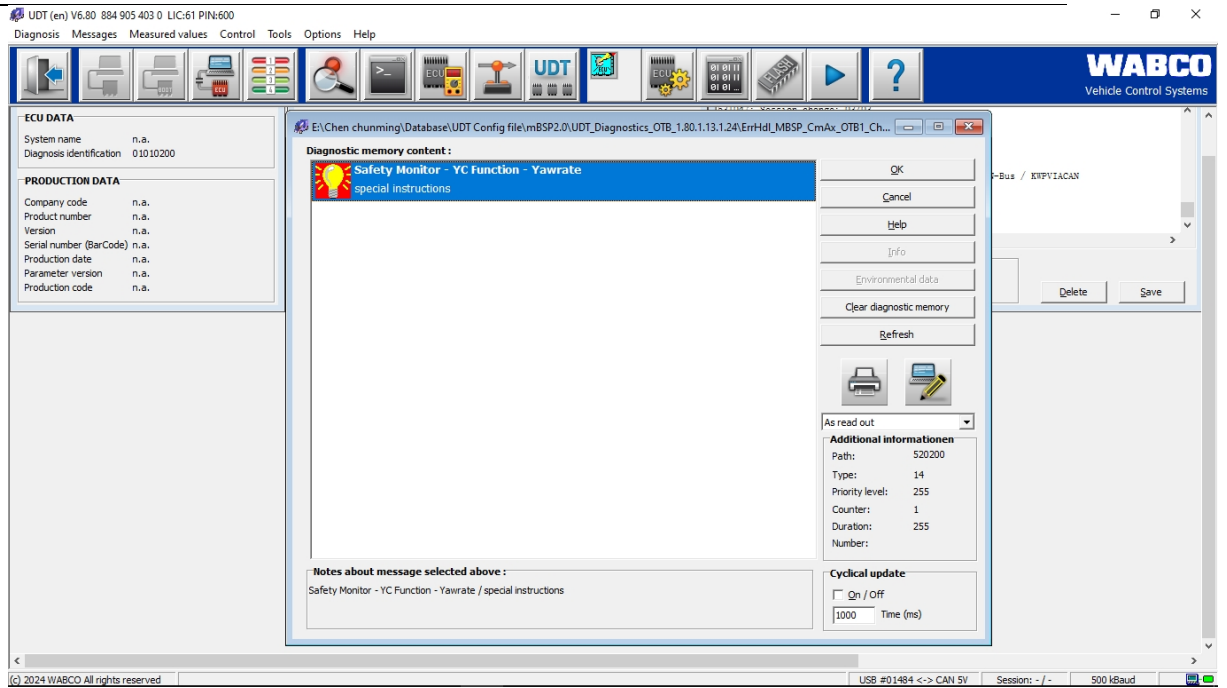 UDT (en) V6.80 884 905 403 0 LIC:61 PIN:600
Diagnosis Messages Measured values Control Tools Options Help
ECU
UDT
BUS
ECU
FLASH
WABCO
Vehicle Control Systems
ECU DATA
System name n.a.
Diagnosis identification 01010200
PRODUCTION DATA
Company code n.a.
Product number n.a.
Version n.a.
Serial number (BarCode) n.a.
Production date n.a.
Parameter version n.a.
Production code n.a.
E:\Chen chunming\Database\UDT Config file\mBSP2.0\UDT_Diagnostics_OTB_1.80.1.13.1.24\ErrHdl_MBSP_CmAx_OTB1_Ch...
Diagnostic memory content :
Safety Monitor - YC Function - Yawrate
special instructions
OK
Cancel
Help
Info
Environmental data
Clear diagnostic memory
Refresh
As read out
Additional informationen
Path: 520200
Type: 14
Priority level: 255
Counter: 1
Duration: 255
Number:
Notes about message selected above :
Safety Monitor - YC Function - Yawrate / special instructions
Cyclical update
On / Off
1000 Time (ms)
-Bus / KWPVIACAN
Delete Save
(c) 2024 WABCO All rights reserved
USB #01484 <-> CAN 5V Session: - / - 500 kBaud